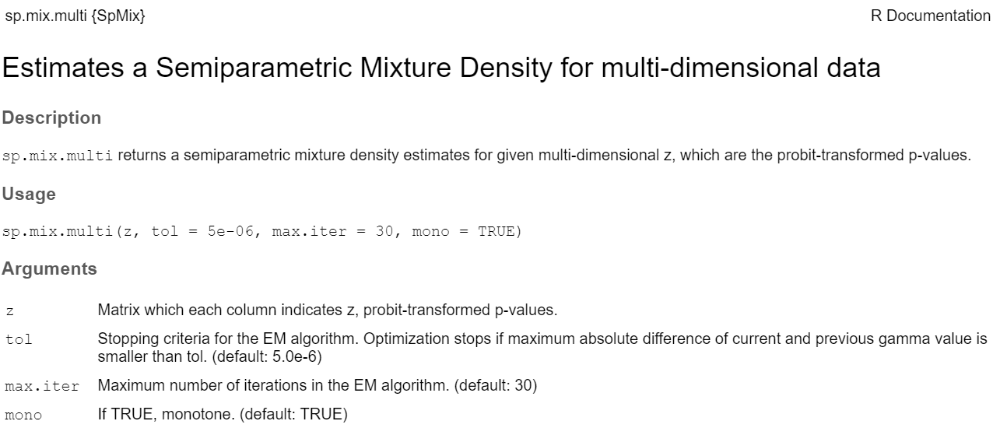 sp.mix.multi {SpMix} R Documentation
Estimates a Semiparametric Mixture Density for multi-dimensional data
Description
sp.mix.multi returns a semiparametric mixture density estimates for given multi-dimensional z, which are the probit-transformed p-values.
Usage
sp.mix.multi(z, tol = 5e-06, max.iter = 30, mono = TRUE)
Arguments
z Matrix which each column indicates z, probit-transformed p-values.
tol Stopping criteria for the EM algorithm. Optimization stops if maximum absolute difference of current and previous gamma value is
smaller than tol. (default: 5.0e-6)
max.iter Maximum number of iterations in the EM algorithm. (default: 30)
mono If TRUE, monotone. (default: TRUE)